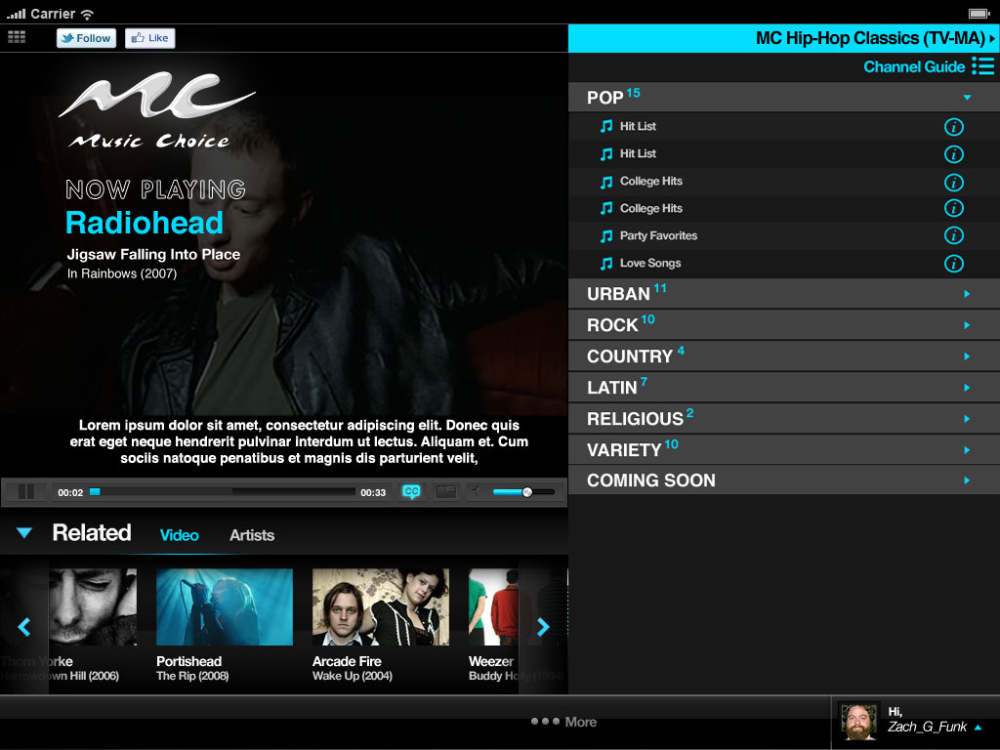 Carrier
Follow
Like
MC Hip-Hop Classics (TV-MA)
Channel Guide
MC
Music Choice
NOW PLAYING
Radiohead
Jigsaw Falling Into Place
In Rainbows (2007)
Lorem ipsum dolor sit amet, consectetur adipiscing elit. Donec quis
erat eget neque hendrerit pulvinar interdum ut lectus. Aliquam et. Cum
sociis natoque penatibus et magnis dis parturient velit,
00:02
00:33
CC
Related
Video
Artists
Thom Yorke
Harrowdown Hill (2006)
Portishead
The Rip (2008)
Arcade Fire
Wake Up (2004)
Weezer
Buddy Holly (1994)
POP 15
Hit List
Hit List
College Hits
College Hits
Party Favorites
Love Songs
URBAN 11
ROCK 10
COUNTRY 4
LATIN 7
RELIGIOUS 2
VARIETY 10
COMING SOON
More
Hi,
Zach_G_Funk